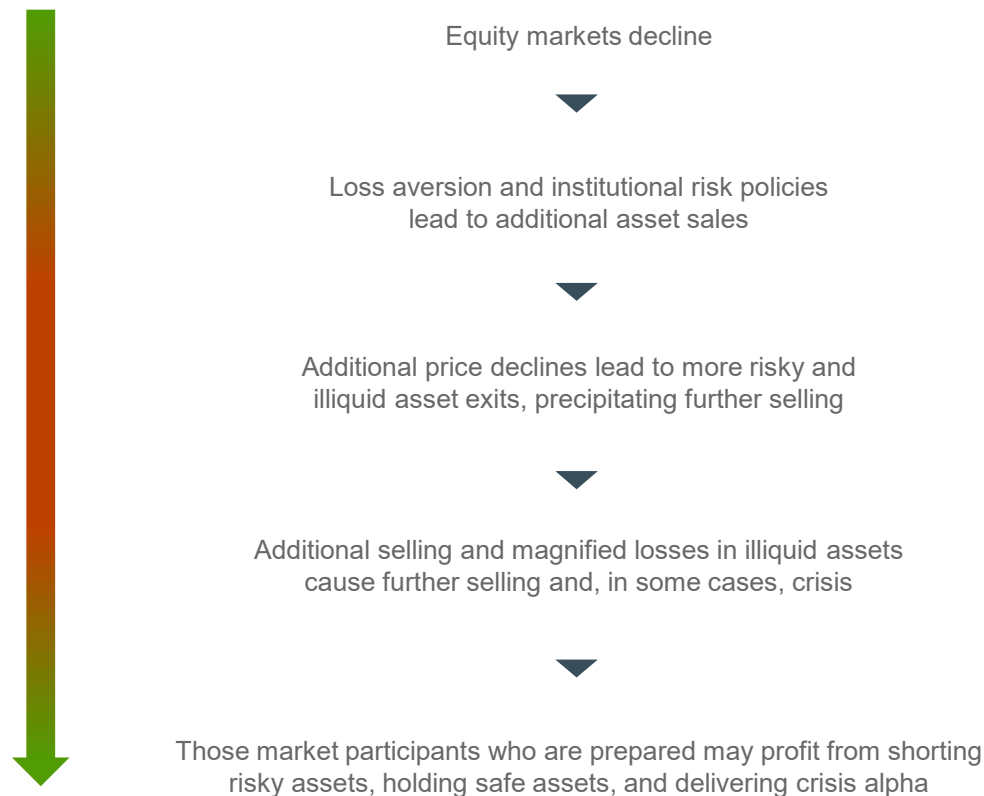 Equity markets decline
Loss aversion and institutional risk policies
lead to additional asset sales
Additional price declines lead to more risky and
illiquid asset exits, precipitating further selling
Additional selling and magnified losses in illiquid assets
cause further selling and, in some cases, crisis
Those market participants who are prepared may profit from shorting
risky assets, holding safe assets, and delivering crisis alpha